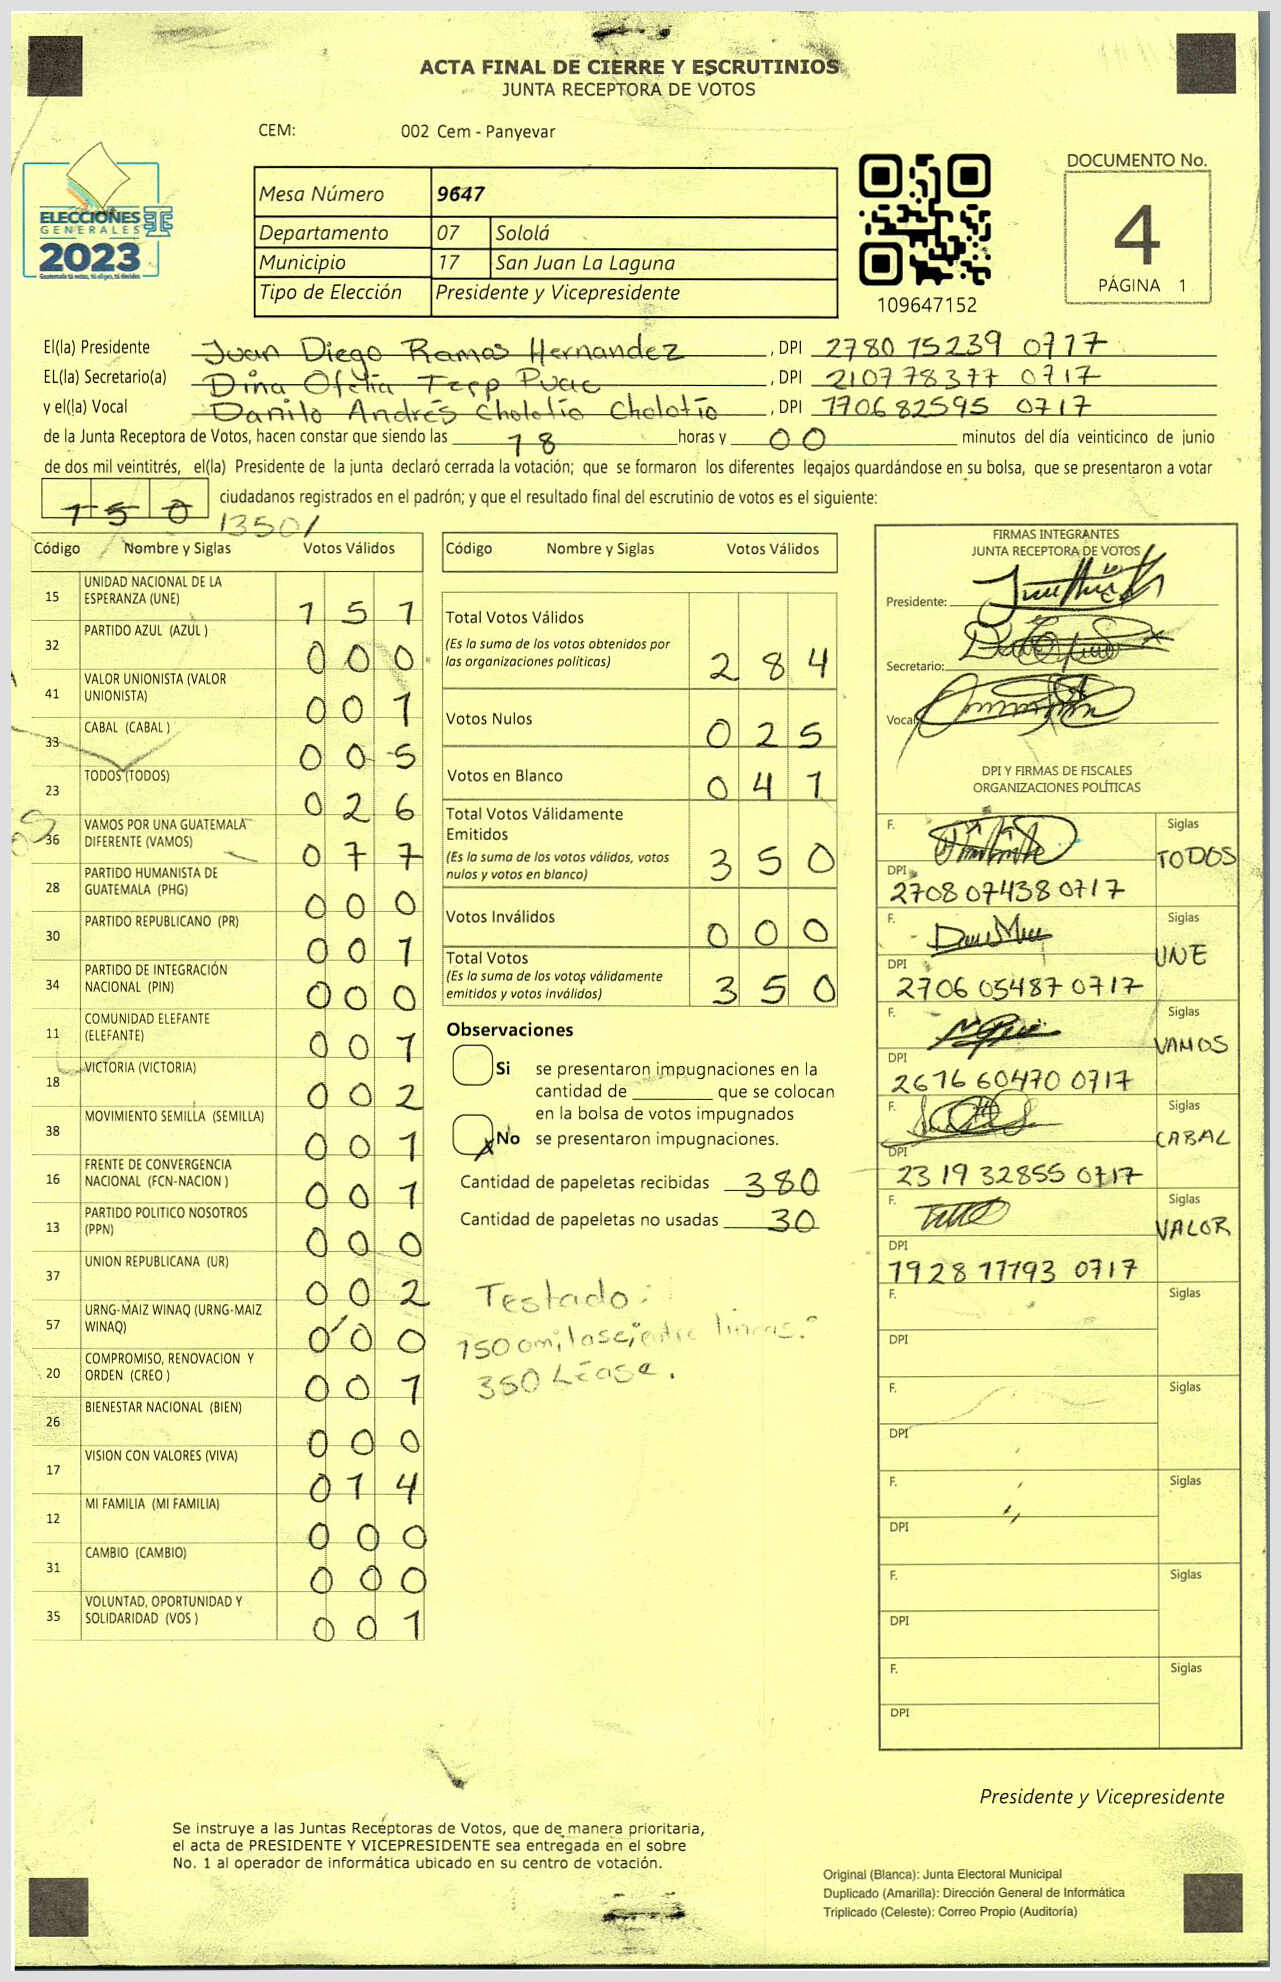 ACTA FINAL DE CIERRE Y ESCRUTINIOS
JUNTA RECEPTORA DE VOTOS
CEM: 002 Cem - Panyevar
ELECCIONES
GENERALES
2023
Guatemala tú votas, tú eliges, tú decides
Mesa Número 9647
Departamento 07 Sololá
Municipio 17 San Juan La Laguna
Tipo de Elección Presidente y Vicepresidente
109647152
DOCUMENTO No.
4
PÁGINA 1
El(la) Presidente Juan Diego Ramos Hernandez , DPI 2780 15239 0717
EL(la) Secretario(a) Dina Ofelia , DPI 210778377 0717
y el(la) Vocal Danilo Andrés Cholotío Cholotío , DPI 170682595 0717
de la Junta Receptora de Votos, hacen constar que siendo las 18 horas y 00 minutos del día veinticinco de junio
de dos mil veintitrés, el(la) Presidente de la junta declaró cerrada la votación; que se formaron los diferentes legajos guardándose en su bolsa, que se presentaron a votar
150 ciudadanos registrados en el padrón; y que el resultado final del escrutinio de votos es el siguiente:
1350/
Código Nombre y Siglas Votos Válidos
15 UNIDAD NACIONAL DE LA ESPERANZA (UNE) 1 5 1
32 PARTIDO AZUL (AZUL ) 0 0 0
41 VALOR UNIONISTA (VALOR UNIONISTA) 0 0 1
33 CABAL (CABAL ) 0 0 5
23 TODOS (TODOS) 0 2 6
36 VAMOS POR UNA GUATEMALA DIFERENTE (VAMOS) 0 7 7
28 PARTIDO HUMANISTA DE GUATEMALA (PHG) 0 0 0
30 PARTIDO REPUBLICANO (PR) 0 0 1
34 PARTIDO DE INTEGRACIÓN NACIONAL (PIN) 0 0 0
11 COMUNIDAD ELEFANTE (ELEFANTE) 0 0 1
18 VICTORIA (VICTORIA) 0 0 2
38 MOVIMIENTO SEMILLA (SEMILLA) 0 0 1
16 FRENTE DE CONVERGENCIA NACIONAL (FCN-NACION ) 0 0 1
13 PARTIDO POLITICO NOSOTROS (PPN) 0 0 0
37 UNION REPUBLICANA (UR) 0 0 2
57 URNG-MAIZ WINAQ (URNG-MAIZ WINAQ) 0 0 0
20 COMPROMISO, RENOVACION Y ORDEN (CREO ) 0 0 1
26 BIENESTAR NACIONAL (BIEN) 0 0 0
17 VISION CON VALORES (VIVA) 0 1 4
12 MI FAMILIA (MI FAMILIA) 0 0 0
31 CAMBIO (CAMBIO) 0 0 0
35 VOLUNTAD, OPORTUNIDAD Y SOLIDARIDAD (VOS ) 0 0 1
Código Nombre y Siglas Votos Válidos
Total Votos Válidos
(Es la suma de los votos obtenidos por
las organizaciones políticas) 2 8 4
Votos Nulos 0 2 5
Votos en Blanco 0 4 1
Total Votos Válidamente
Emitidos
(Es la suma de los votos válidos, votos
nulos y votos en blanco) 3 5 0
Votos Inválidos 0 0 0
Total Votos
(Es la suma de los votos válidamente
emitidos y votos inválidos) 3 5 0
Observaciones
Si se presentaron impugnaciones en la
cantidad de ________ que se colocan
en la bolsa de votos impugnados
x No se presentaron impugnaciones.
Cantidad de papeletas recibidas 380
Cantidad de papeletas no usadas 30
Testado:
150 omitase; entre lineas:
350 Léase.
FIRMAS INTEGRANTES
JUNTA RECEPTORA DE VOTOS
Presidente:
Secretario:
Vocal
DPI Y FIRMAS DE FISCALES
ORGANIZACIONES POLÍTICAS
F. Siglas
TODOS
DPI
2708 07438 0717
F. Siglas
UNE
DPI
2706 05487 0717
F. Siglas
VAMOS
DPI
2616 60470 0717
F. Siglas
CABAL
DPI
2319 32855 0717
F. Siglas
VALOR
DPI
1928 11193 0717
F. Siglas
DPI
F. Siglas
DPI
F. Siglas
DPI
F. Siglas
DPI
F. Siglas
DPI
Presidente y Vicepresidente
Se instruye a las Juntas Receptoras de Votos, que de manera prioritaria,
el acta de PRESIDENTE Y VICEPRESIDENTE sea entregada en el sobre
No. 1 al operador de informática ubicado en su centro de votación.
Original (Blanca): Junta Electoral Municipal
Duplicado (Amarilla): Dirección General de Informática
Triplicado (Celeste): Correo Propio (Auditoría)